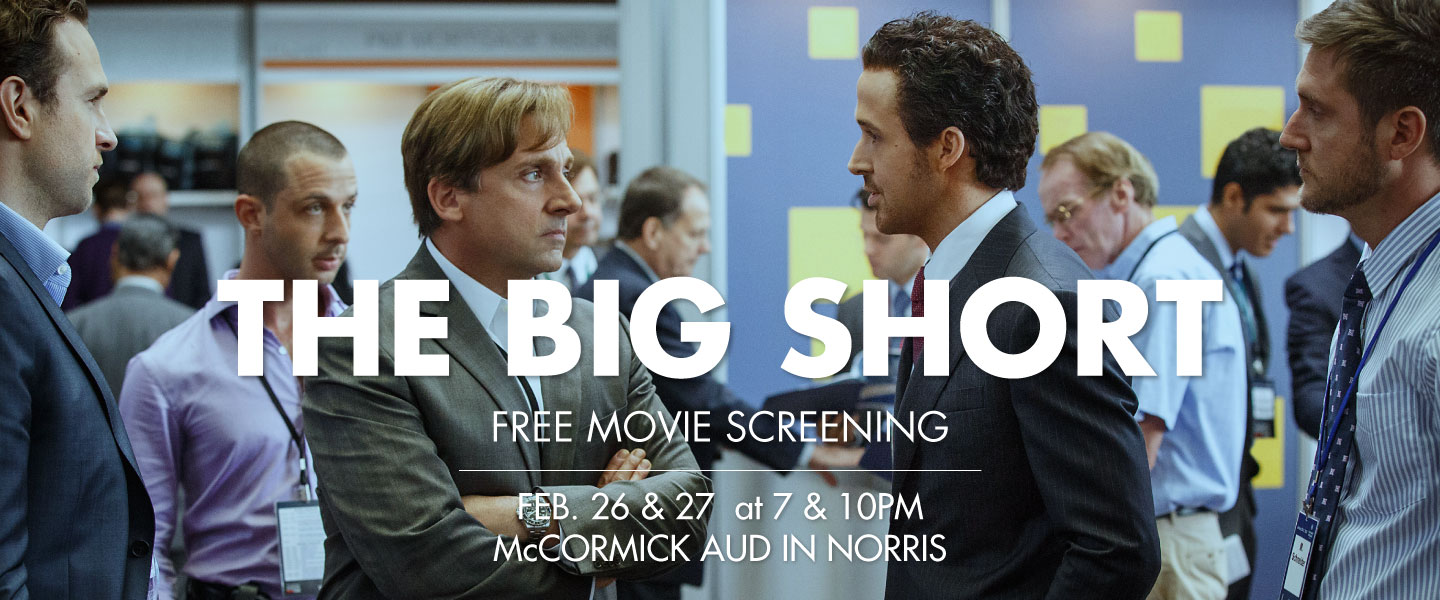 THE BIG SHORT
FREE MOVIE SCREENING
FEB. 26 & 27 at 7 & 10PM
McCORMICK AUD IN NORRIS